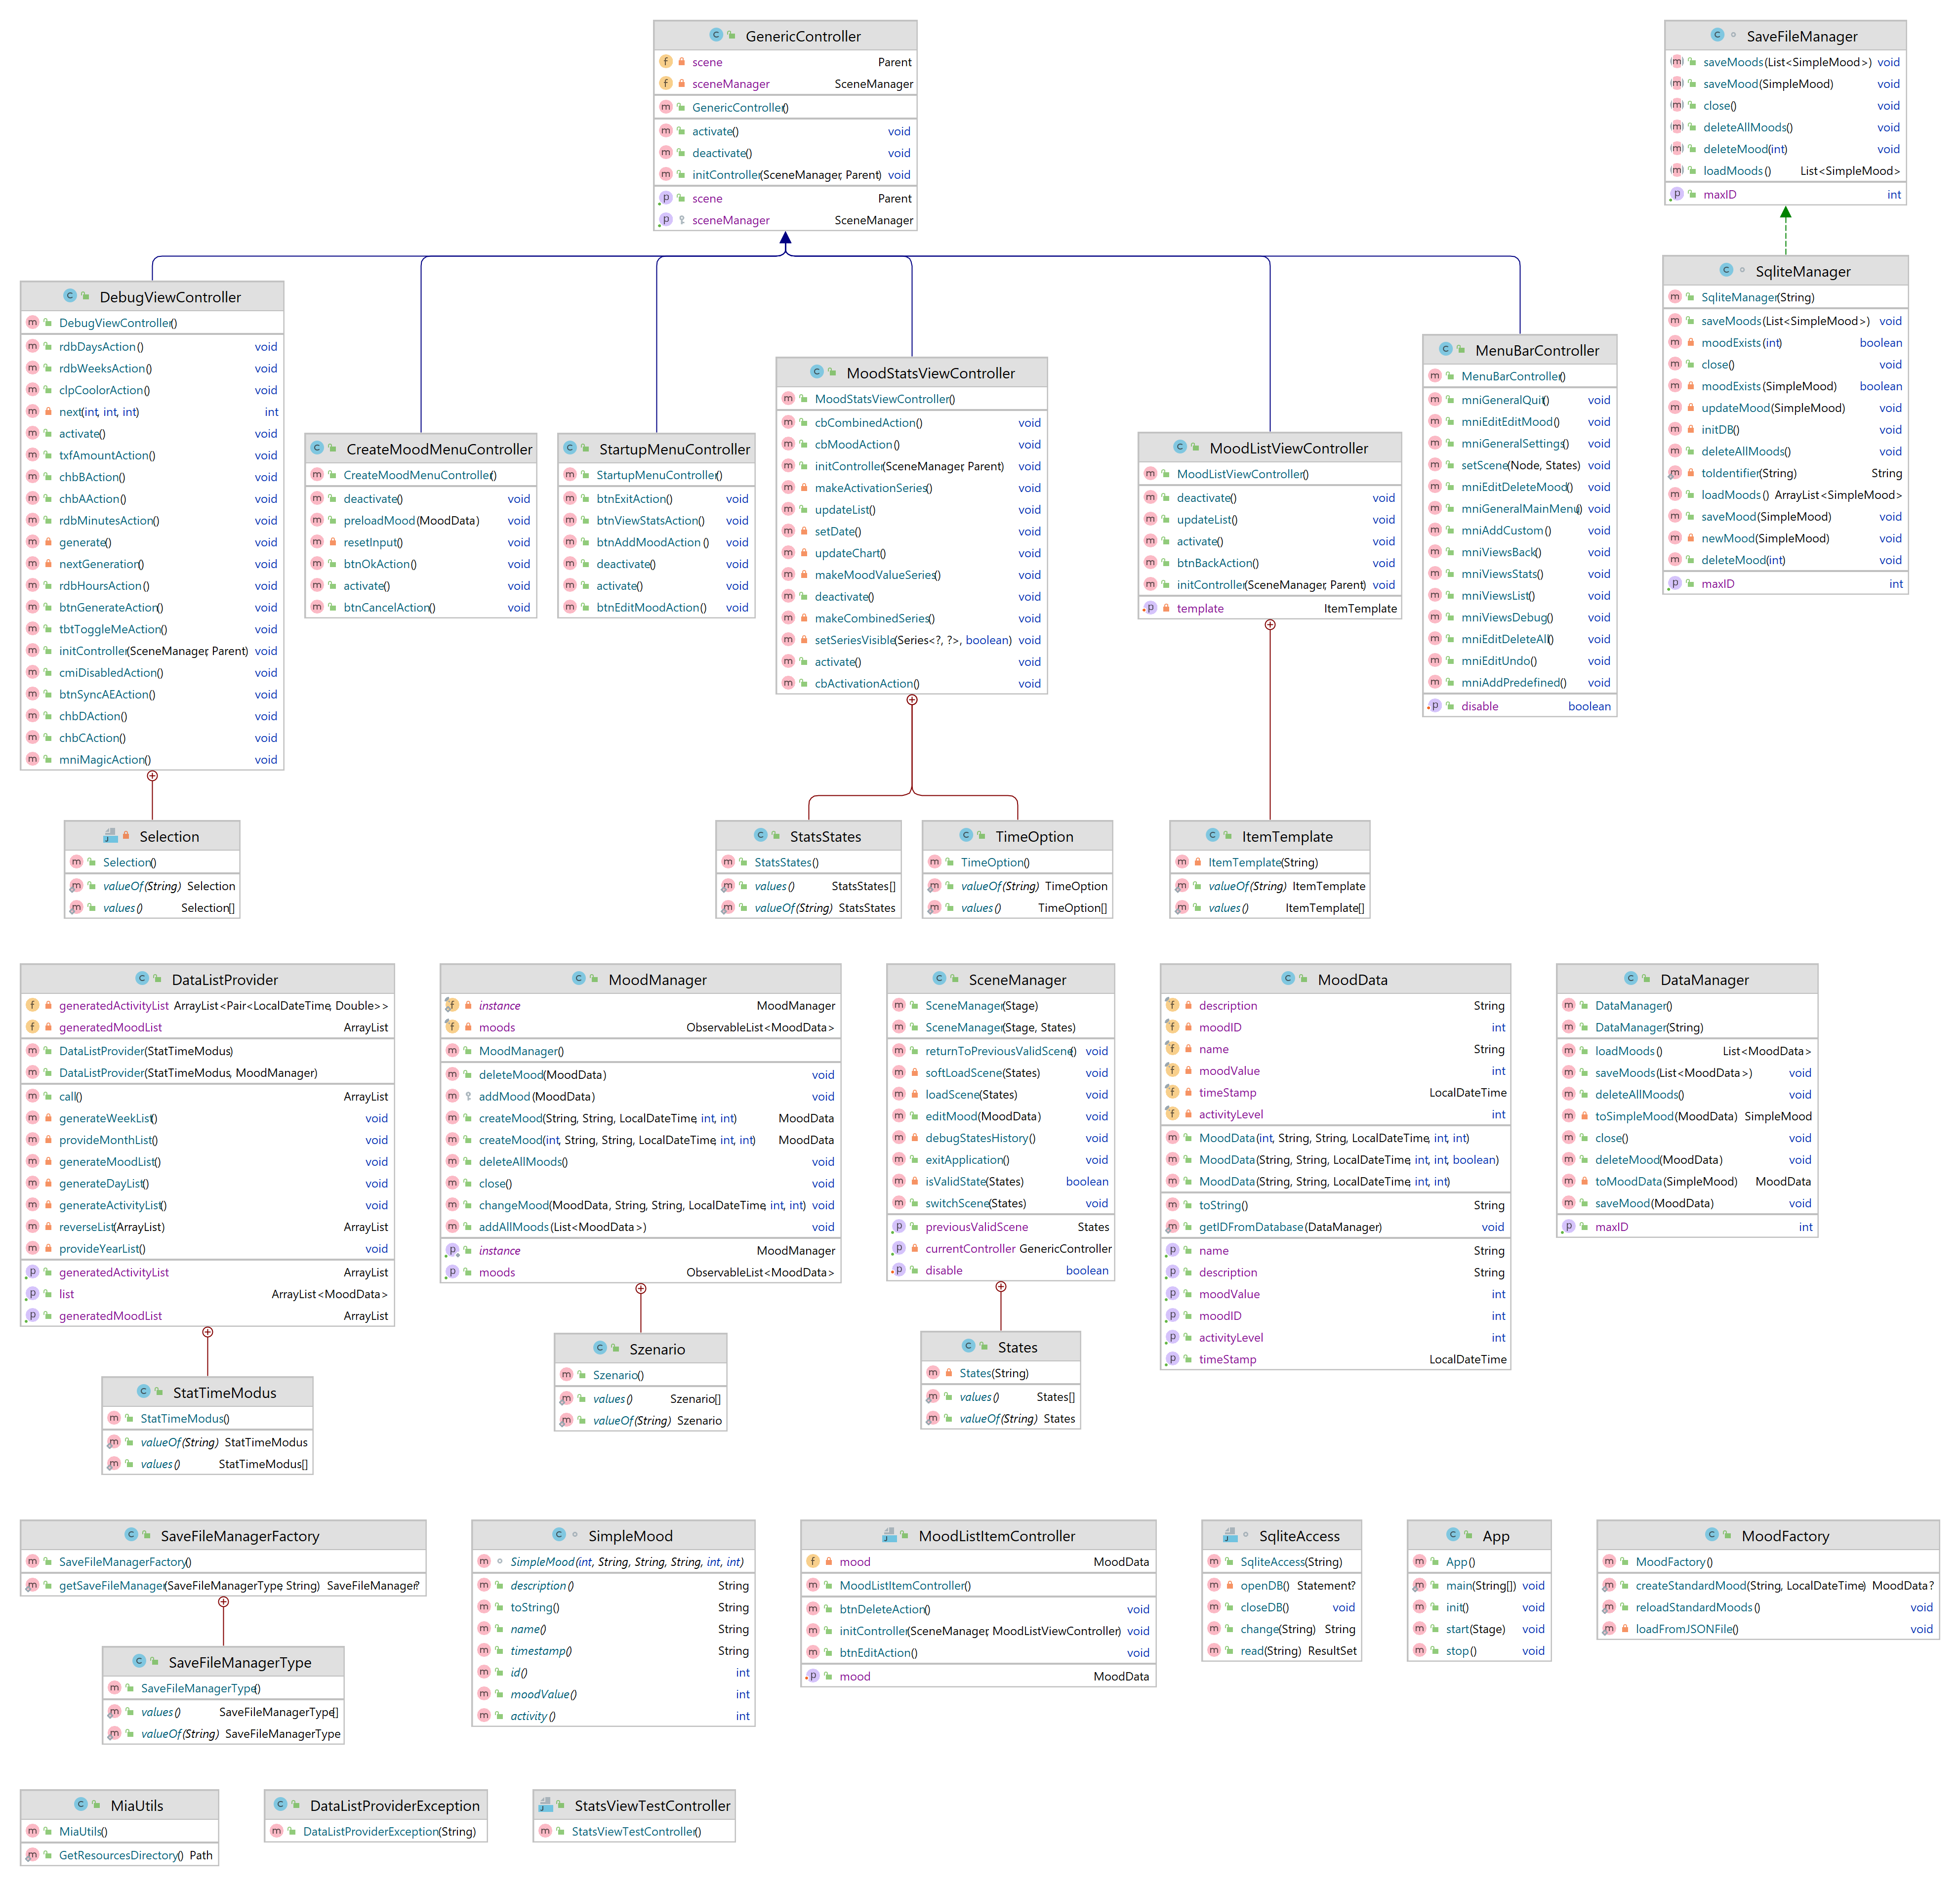 GenericController
scene Parent
sceneManager SceneManager
GenericController()
activate() void
deactivate() void
initController(SceneManager, Parent) void
scene Parent
sceneManager SceneManager
SaveFileManager
saveMoods(List<SimpleMood>) void
saveMood(SimpleMood) void
close() void
deleteAllMoods() void
deleteMood(int) void
loadMoods() List<SimpleMood>
maxID int
SqliteManager
SqliteManager(String)
saveMoods(List<SimpleMood>) void
moodExists(int) boolean
close() void
moodExists(SimpleMood) boolean
updateMood(SimpleMood) void
initDB() void
deleteAllMoods() void
toIdentifier(String) String
loadMoods() ArrayList<SimpleMood>
saveMood(SimpleMood) void
newMood(SimpleMood) void
deleteMood(int) void
maxID int
DebugViewController
DebugViewController()
rdbDaysAction() void
rdbWeeksAction() void
clpCoolorAction() void
next(int, int, int) int
activate() void
txfAmountAction() void
chbBAction() void
chbAAction() void
rdbMinutesAction() void
generate() void
nextGeneration() void
rdbHoursAction() void
btnGenerateAction() void
tbtToggleMeAction() void
initController(SceneManager, Parent) void
cmiDisabledAction() void
btnSyncAEAction() void
chbDAction() void
chbCAction() void
mniMagicAction() void
CreateMoodMenuController
CreateMoodMenuController()
deactivate() void
preloadMood(MoodData) void
resetInput() void
btnOkAction() void
activate() void
btnCancelAction() void
StartupMenuController
StartupMenuController()
btnExitAction() void
btnViewStatsAction() void
btnAddMoodAction() void
deactivate() void
activate() void
btnEditMoodAction() void
MoodStatsViewController
MoodStatsViewController()
cbCombinedAction() void
cbMoodAction() void
initController(SceneManager, Parent) void
makeActivationSeries() void
updateList() void
setDate() void
updateChart() void
makeMoodValueSeries() void
deactivate() void
makeCombinedSeries() void
setSeriesVisible(Series<?, ?>, boolean) void
activate() void
cbActivationAction() void
MoodListViewController
MoodListViewController()
deactivate() void
updateList() void
activate() void
btnBackAction() void
initController(SceneManager, Parent) void
template ItemTemplate
MenuBarController
MenuBarController()
mniGeneralQuit() void
mniEditEditMood() void
mniGeneralSettings() void
setScene(Node, States) void
mniEditDeleteMood() void
mniGeneralMainMenu() void
mniAddCustom() void
mniViewsBack() void
mniViewsStats() void
mniViewsList() void
mniViewsDebug() void
mniEditDeleteAll() void
mniEditUndo() void
mniAddPredefined() void
disable boolean
Selection
Selection()
valueOf(String) Selection
values() Selection[]
StatsStates
StatsStates()
values() StatsStates[]
valueOf(String) StatsStates
TimeOption
TimeOption()
valueOf(String) TimeOption
values() TimeOption[]
ItemTemplate
ItemTemplate(String)
valueOf(String) ItemTemplate
values() ItemTemplate[]
DataListProvider
generatedActivityList ArrayList<Pair<LocalDateTime, Double>>
generatedMoodList ArrayList
DataListProvider(StatTimeModus)
DataListProvider(StatTimeModus, MoodManager)
call() ArrayList
generateWeekList() void
provideMonthList() void
generateMoodList() void
generateDayList() void
generateActivityList() void
reverseList(ArrayList) ArrayList
provideYearList() void
generatedActivityList ArrayList
list ArrayList<MoodData>
generatedMoodList ArrayList
MoodManager
instance MoodManager
moods ObservableList<MoodData>
MoodManager()
deleteMood(MoodData) void
addMood(MoodData) void
createMood(String, String, LocalDateTime, int, int) MoodData
createMood(int, String, String, LocalDateTime, int, int) MoodData
deleteAllMoods() void
close() void
changeMood(MoodData, String, String, LocalDateTime, int, int) void
addAllMoods(List<MoodData>) void
instance MoodManager
moods ObservableList<MoodData>
SceneManager
SceneManager(Stage)
SceneManager(Stage, States)
returnToPreviousValidScene() void
softLoadScene(States) void
loadScene(States) void
editMood(MoodData) void
debugStatesHistory() void
exitApplication() void
isValidState(States) boolean
switchScene(States) void
previousValidScene States
currentController GenericController
disable boolean
MoodData
description String
moodID int
name String
moodValue int
timeStamp LocalDateTime
activityLevel int
MoodData(int, String, String, LocalDateTime, int, int)
MoodData(String, String, LocalDateTime, int, int, boolean)
MoodData(String, String, LocalDateTime, int, int)
toString() String
getIDFromDatabase(DataManager) void
name String
description String
moodValue int
moodID int
activityLevel int
timeStamp LocalDateTime
DataManager
DataManager()
DataManager(String)
loadMoods() List<MoodData>
saveMoods(List<MoodData>) void
deleteAllMoods() void
toSimpleMood(MoodData) SimpleMood
close() void
deleteMood(MoodData) void
toMoodData(SimpleMood) MoodData
saveMood(MoodData) void
maxID int
StatTimeModus
StatTimeModus()
valueOf(String) StatTimeModus
values() StatTimeModus[]
Szenario
Szenario()
values() Szenario[]
valueOf(String) Szenario
States
States(String)
values() States[]
valueOf(String) States
SaveFileManagerFactory
SaveFileManagerFactory()
getSaveFileManager(SaveFileManagerType, String) SaveFileManager?
SaveFileManagerType
SaveFileManagerType()
values() SaveFileManagerType[]
valueOf(String) SaveFileManagerType
SimpleMood
SimpleMood(int, String, String, String, int, int)
description() String
toString() String
name() String
timestamp() String
id() int
moodValue() int
activity() int
MoodListItemController
mood MoodData
MoodListItemController()
btnDeleteAction() void
initController(SceneManager, MoodListViewController) void
btnEditAction() void
mood MoodData
SqliteAccess
SqliteAccess(String)
openDB() Statement?
closeDB() void
change(String) String
read(String) ResultSet
App
App()
main(String[]) void
init() void
start(Stage) void
stop() void
MoodFactory
MoodFactory()
createStandardMood(String, LocalDateTime) MoodData?
reloadStandardMoods() void
loadFromJSONFile() void
MiaUtils
MiaUtils()
GetResourcesDirectory() Path
DataListProviderException
DataListProviderException(String)
StatsViewTestController
StatsViewTestController()